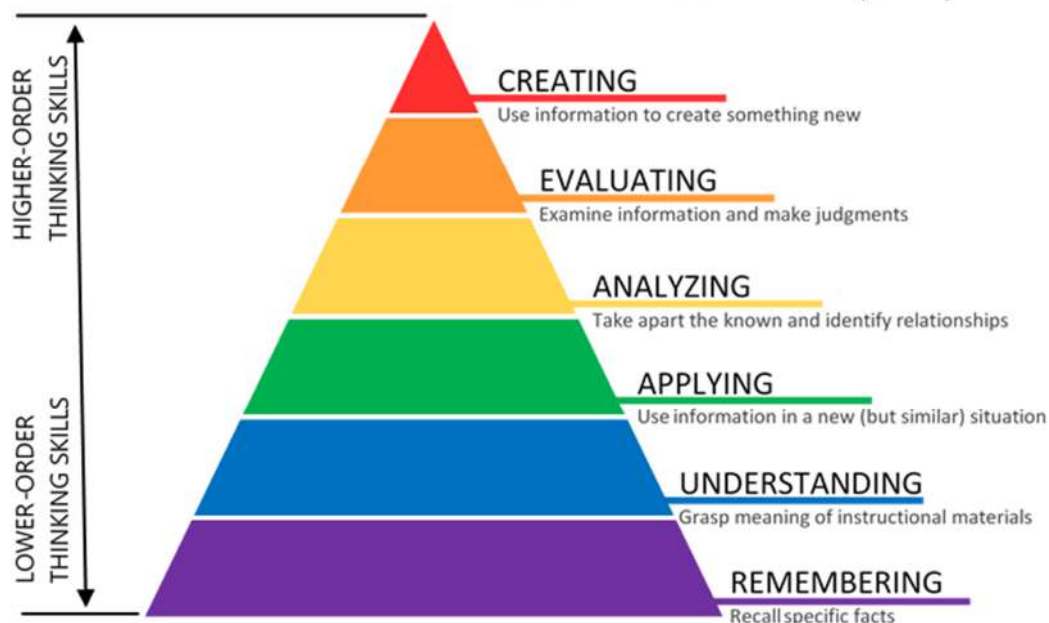 HIGHER-ORDER
THINKING SKILLS
LOWER-ORDER
THINKING SKILLS
CREATING
Use information to create something new
EVALUATING
Examine information and make judgments
ANALYZING
Take apart the known and identify relationships
APPLYING
Use information in a new (but similar) situation
UNDERSTANDING
Grasp meaning of instructional materials
REMEMBERING
Recall specific facts